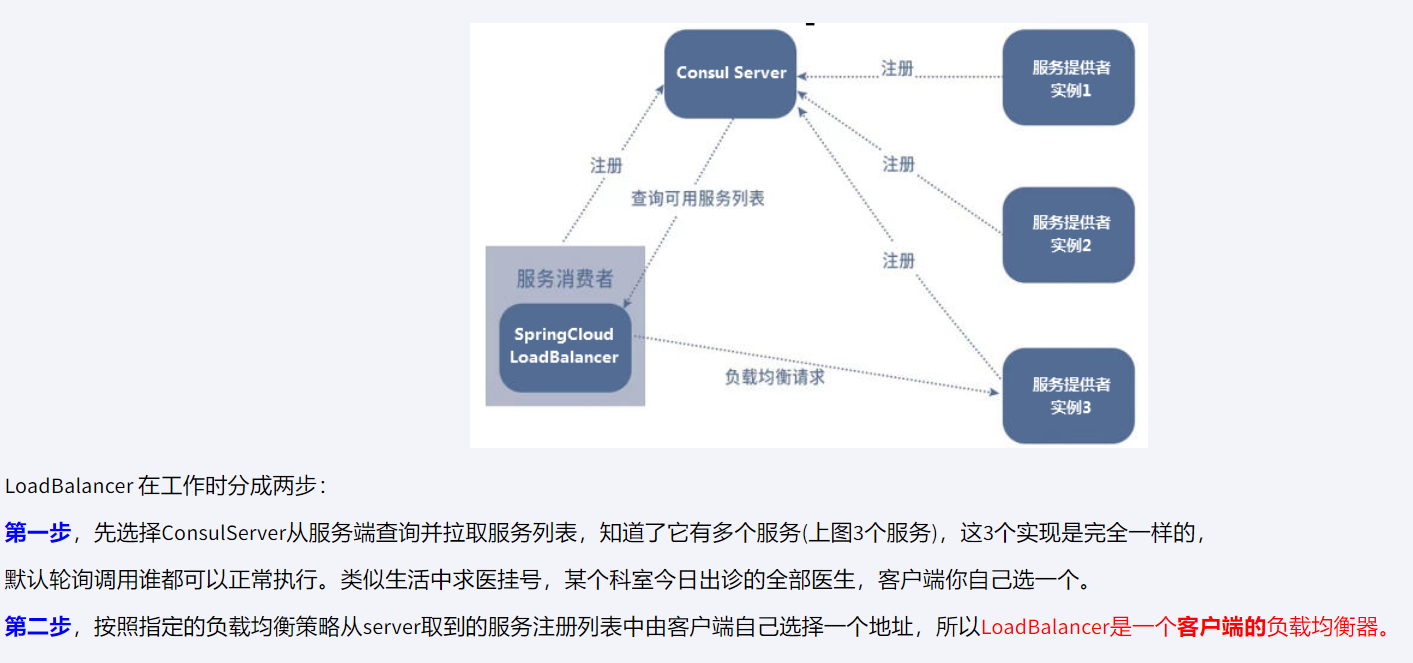 Consul Server
注册
服务提供者
实例1
注册
注册
查询可用服务列表
服务提供者
实例2
注册
服务消费者
SpringCloud
LoadBalancer
负载均衡请求
服务提供者
实例3
LoadBalancer 在工作时分成两步：
第一步，先选择ConsulServer从服务端查询并拉取服务列表，知道了它有多个服务(上图3个服务)，这3个实现是完全一样的，
默认轮询调用谁都可以正常执行。类似生活中求医挂号，某个科室今日出诊的全部医生，客户端你自己选一个。
第二步，按照指定的负载均衡策略从server取到的服务注册列表中由客户端自己选择一个地址，所以LoadBalancer是一个客户端的负载均衡器。